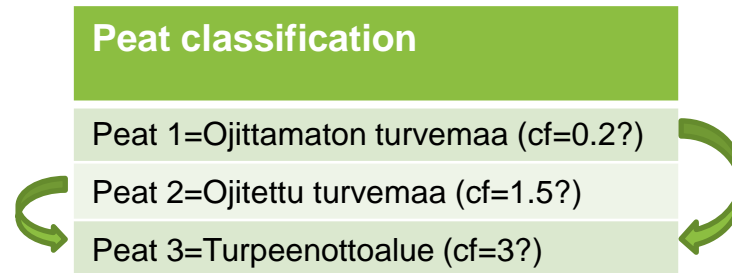 Peat classification
Peat 1=Ojittamaton turvemaa (cf=0.2?)
Peat 2=Ojitettu turvemaa (cf=1.5?)
Peat 3=Turpeenottoalue (cf=3?)